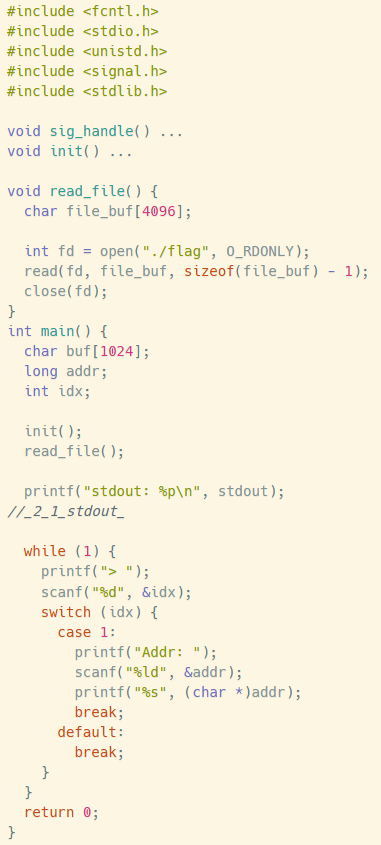 #include <fcntl.h>
#include <stdio.h>
#include <unistd.h>
#include <signal.h>
#include <stdlib.h>

void sig_handle() ...
void init() ...

void read_file() {
  char file_buf[4096];

  int fd = open("./flag", O_RDONLY);
  read(fd, file_buf, sizeof(file_buf) - 1);
  close(fd);
}
int main() {
  char buf[1024];
  long addr;
  int idx;

  init();
  read_file();

  printf("stdout: %p\n", stdout);
//_2_1_stdout_

  while (1) {
    printf("> ");
    scanf("%d", &idx);
    switch (idx) {
      case 1:
        printf("Addr: ");
        scanf("%ld", &addr);
        printf("%s", (char *)addr);
        break;
      default:
        break;
    }
  }
  return 0;
}